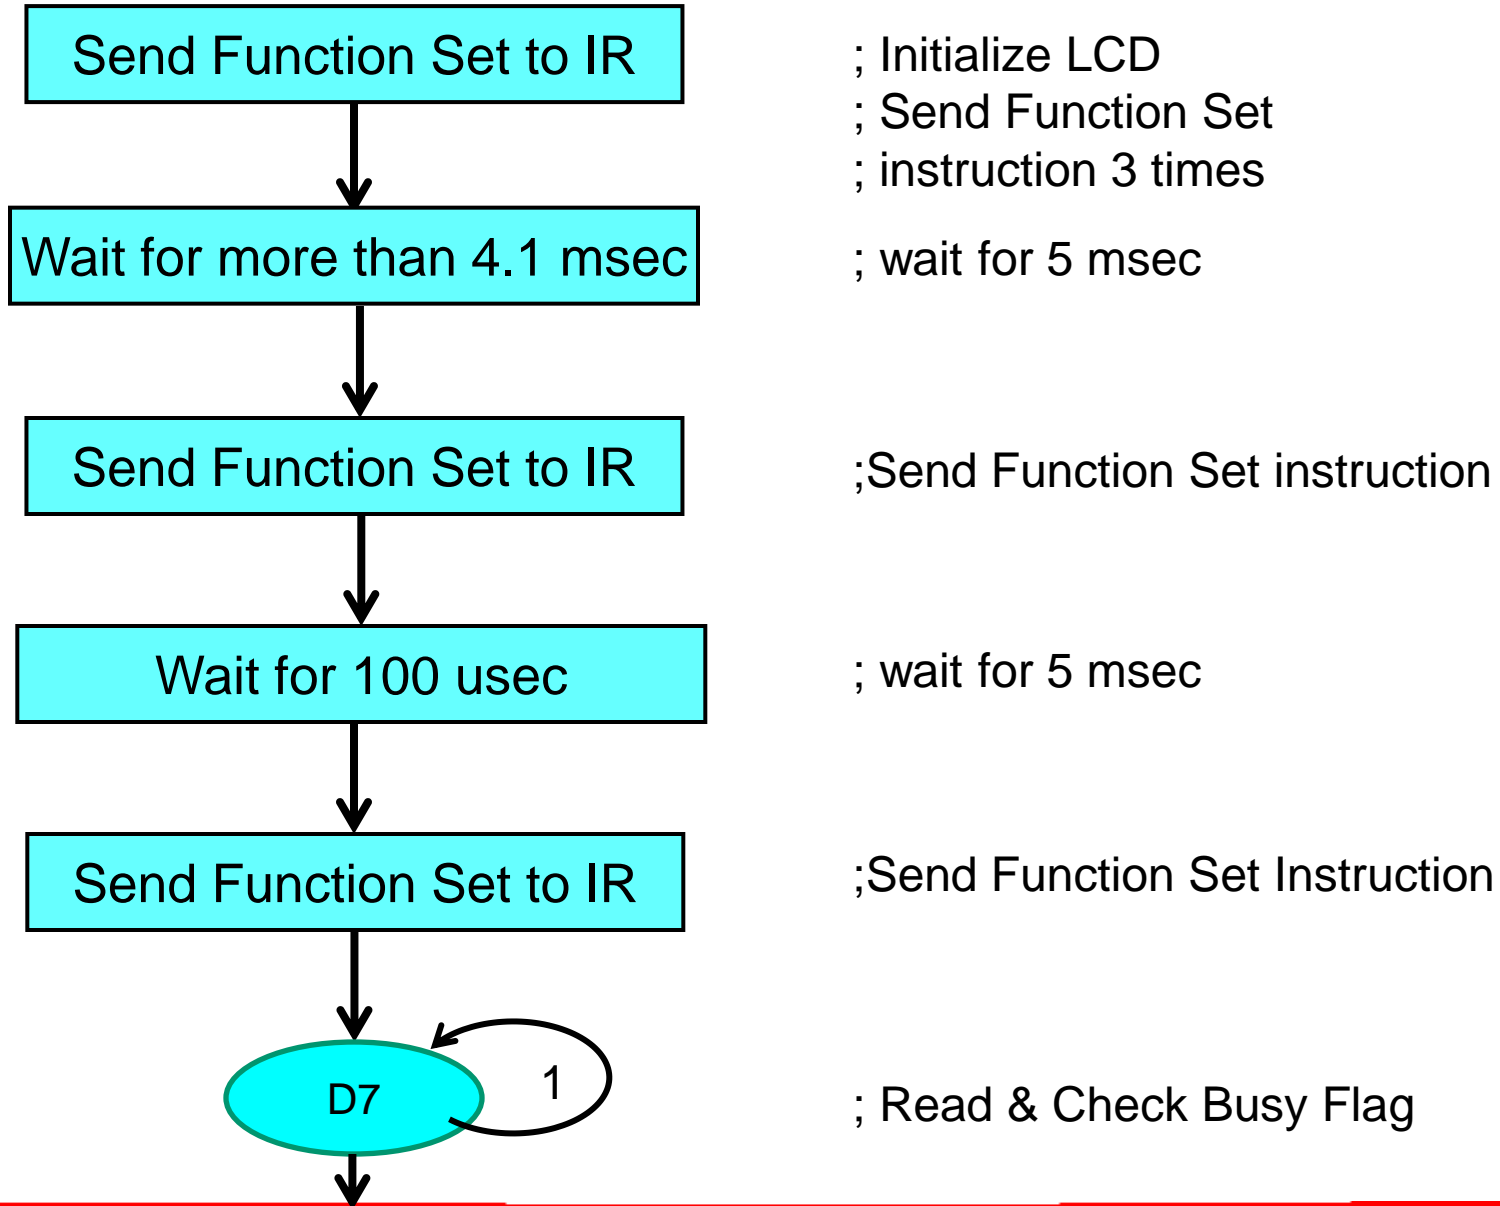 Send Function Set to IR
; Initialize LCD
; Send Function Set
; instruction 3 times
Wait for more than 4.1 msec
; wait for 5 msec
Send Function Set to IR
;Send Function Set instruction
Wait for 100 usec
; wait for 5 msec
Send Function Set to IR
;Send Function Set Instruction
D7
1
; Read & Check Busy Flag